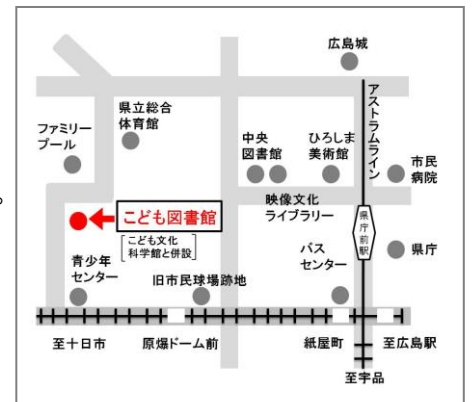 広島城
アストラムライン
県立総合
体育館
ファミリー
プール
中央
図書館
ひろしま
美術館
市民
病院
こども図書館
こども文化
科学館と併設
映像文化
ライブラリー
県庁前駅
県庁
青少年
センター
旧市民球場跡地
バス
センター
至十日市
原爆ドーム前
紙屋町
至広島駅
至宇品